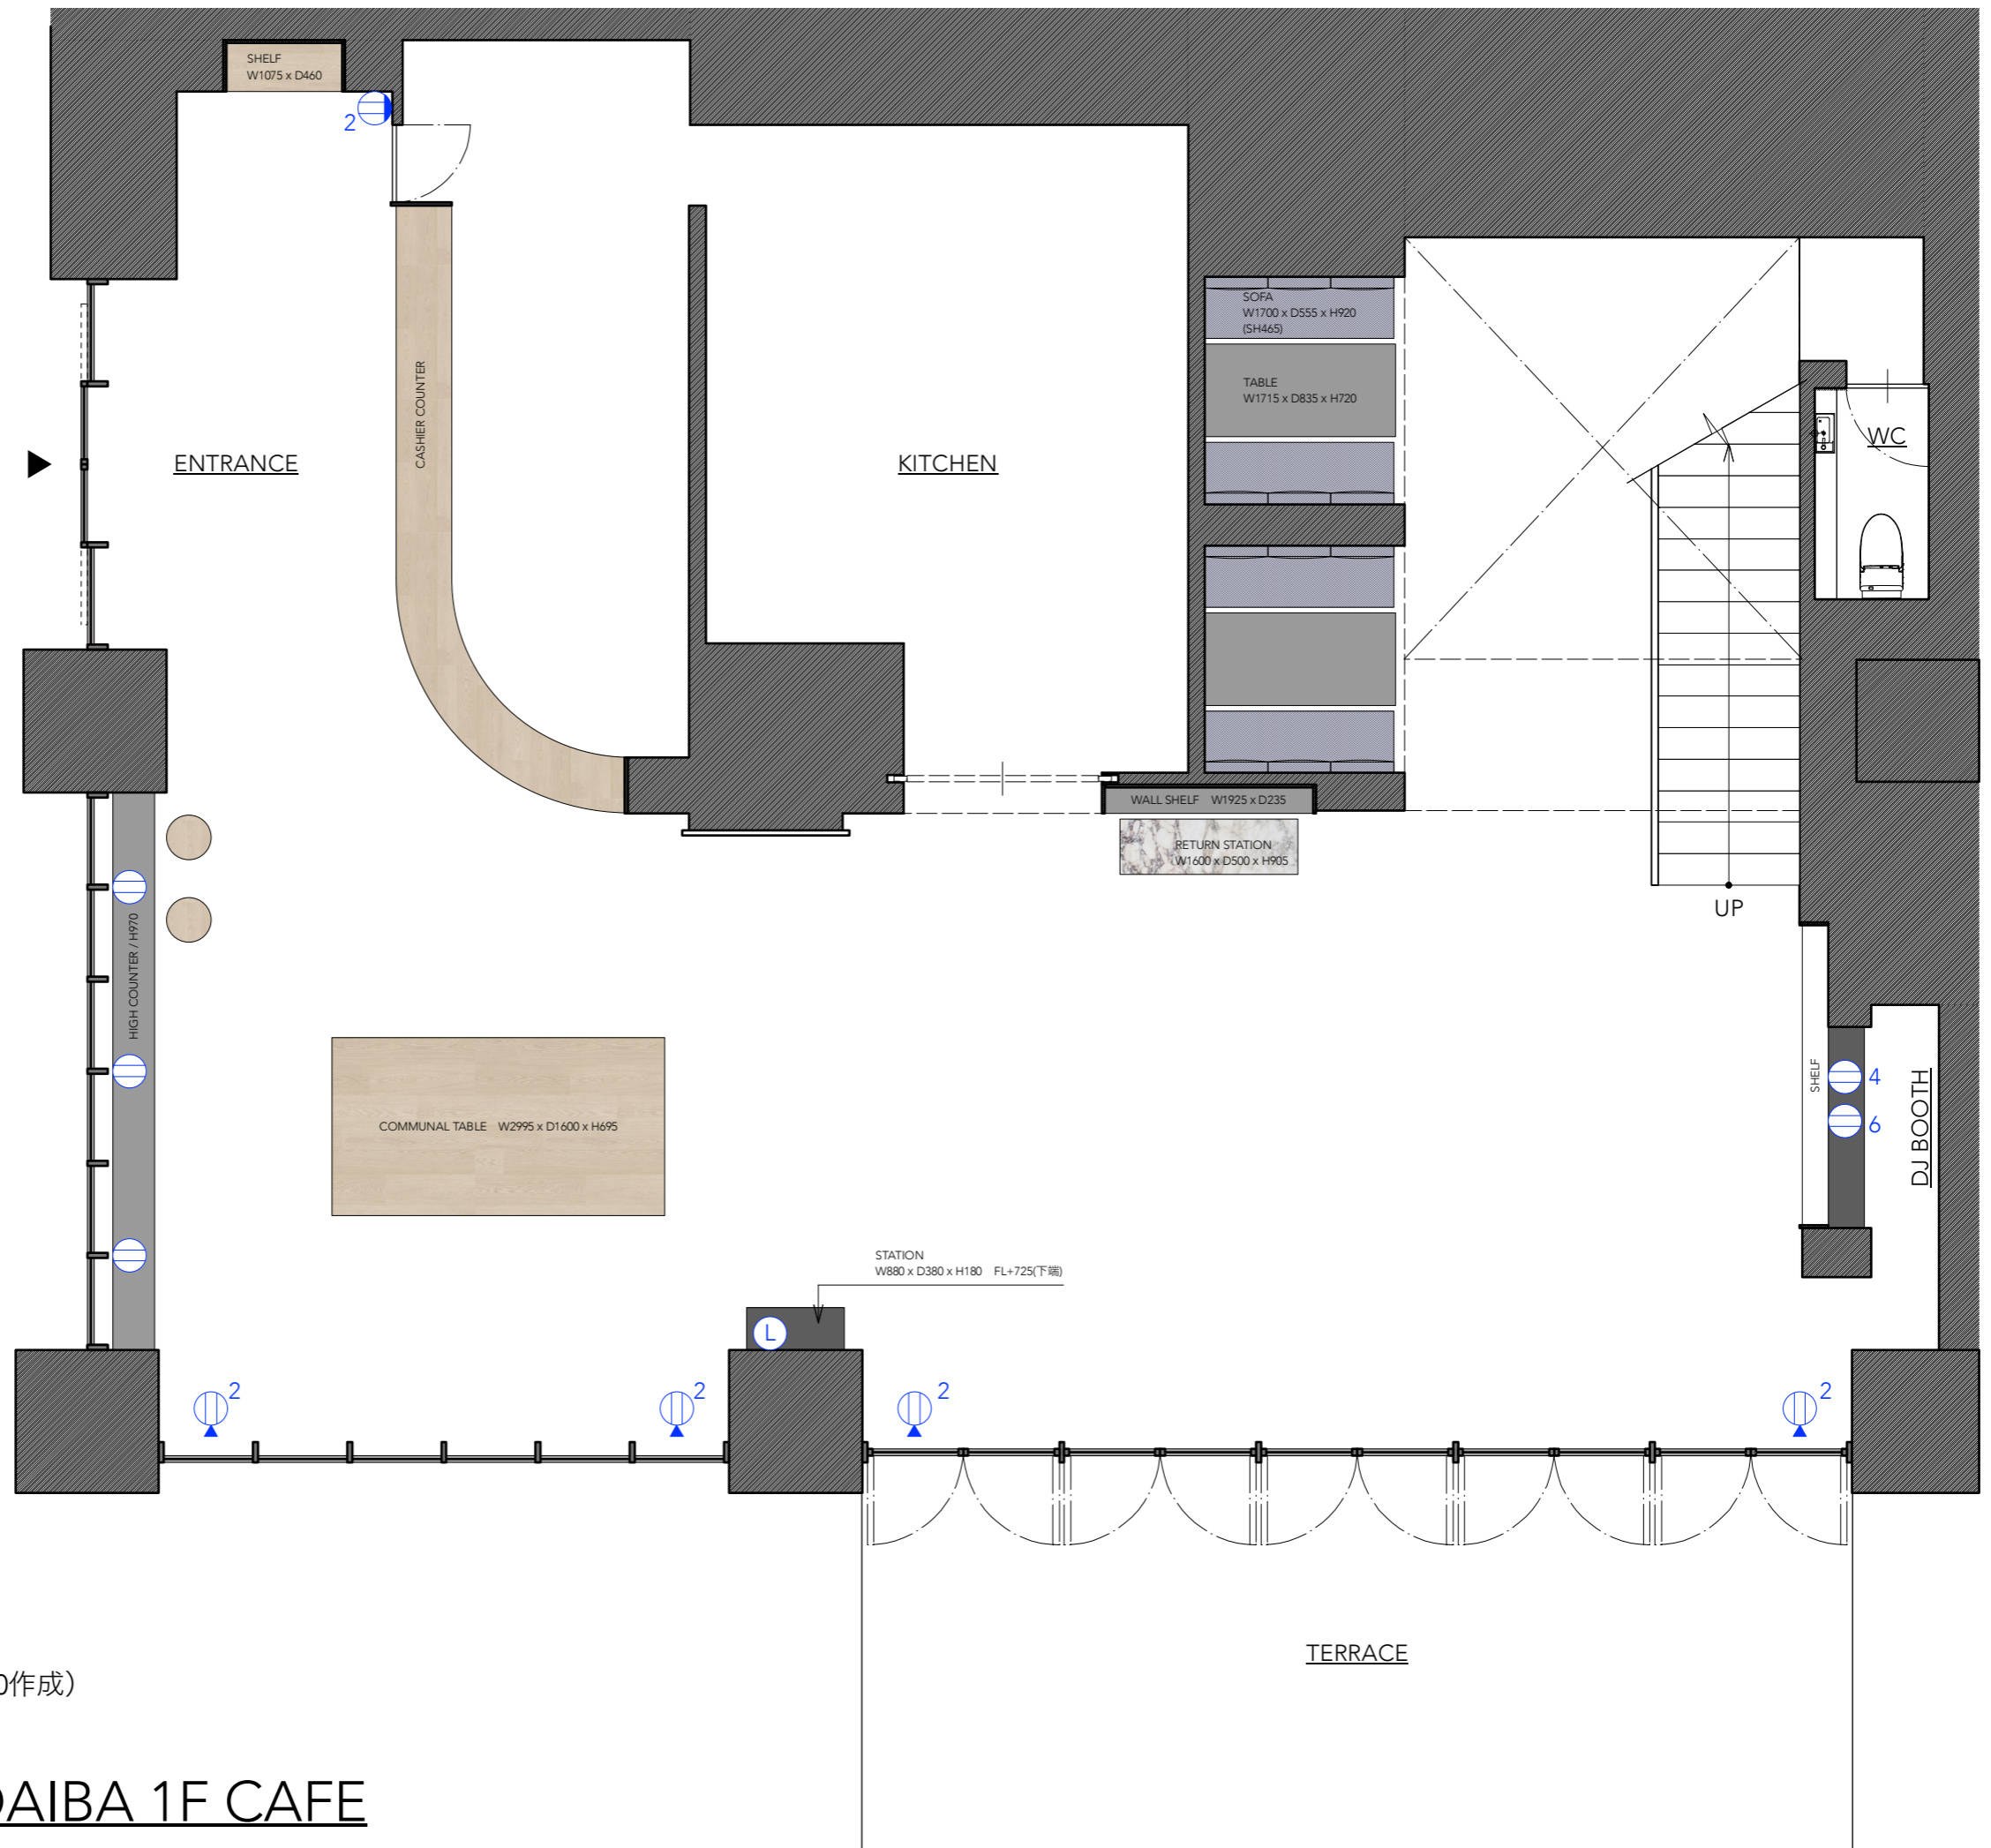 SHELF
W1075 x D460
2
SOFA
W1700 x D555 x H920
(SH465)
TABLE
W1715 x D835 x H720
CASHIER COUNTER
ENTRANCE
KITCHEN
WC
WALL SHELF W1925 x D235
RETURN STATION
W1600 x D500 x H905
UP
HIGH COUNTER / H970
SHELF
4
6
DJ BOOTH
COMMUNAL TABLE W2995 x D1600 x H695
STATION
W880 x D380 x H180 FL+725(下端)
L
2
2
2
2
TERRACE
0作成）
DAIBA 1F CAFE